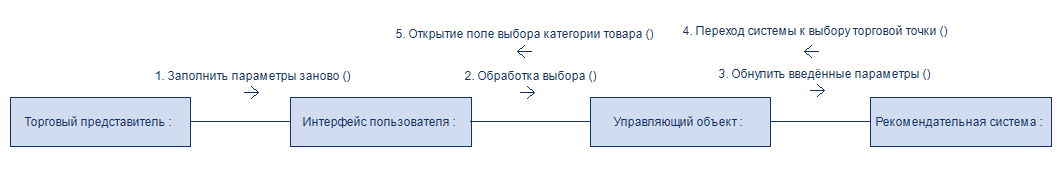 4. Переход системы к выбору торговой точки ()
5. Открытие поле выбора категории товара ()
1. Заполнить параметры заново ()
2. Обработка выбора ()
3. Обнулить введённые параметры ()
Торговый представитель :
Интерфейс пользователя :
Управляющий объект :
Рекомендательная система :